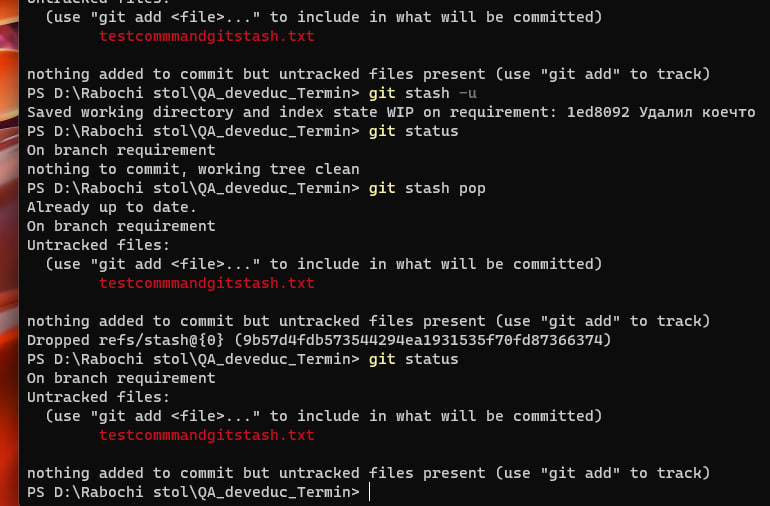 Untracked files:
(use "git add <file>..." to include in what will be committed)
testcommmandgitstash.txt
nothing added to commit but untracked files present (use "git add" to track)
PS D:\Rabochi stol\QA_deveduc_Termin> git stash -u
Saved working directory and index state WIP on requirement: 1ed8092 Удалил коечто
PS D:\Rabochi stol\QA_deveduc_Termin> git status
On branch requirement
nothing to commit, working tree clean
PS D:\Rabochi stol\QA_deveduc_Termin> git stash pop
Already up to date.
On branch requirement
Untracked files:
(use "git add <file>..." to include in what will be committed)
testcommmandgitstash.txt
nothing added to commit but untracked files present (use "git add" to track)
Dropped refs/stash@{0} (9b57d4fdb573544294ea1931535f70fd87366374)
PS D:\Rabochi stol\QA_deveduc_Termin> git status
On branch requirement
Untracked files:
(use "git add <file>..." to include in what will be committed)
testcommmandgitstash.txt
nothing added to commit but untracked files present (use "git add" to track)
PS D:\Rabochi stol\QA_deveduc_Termin>